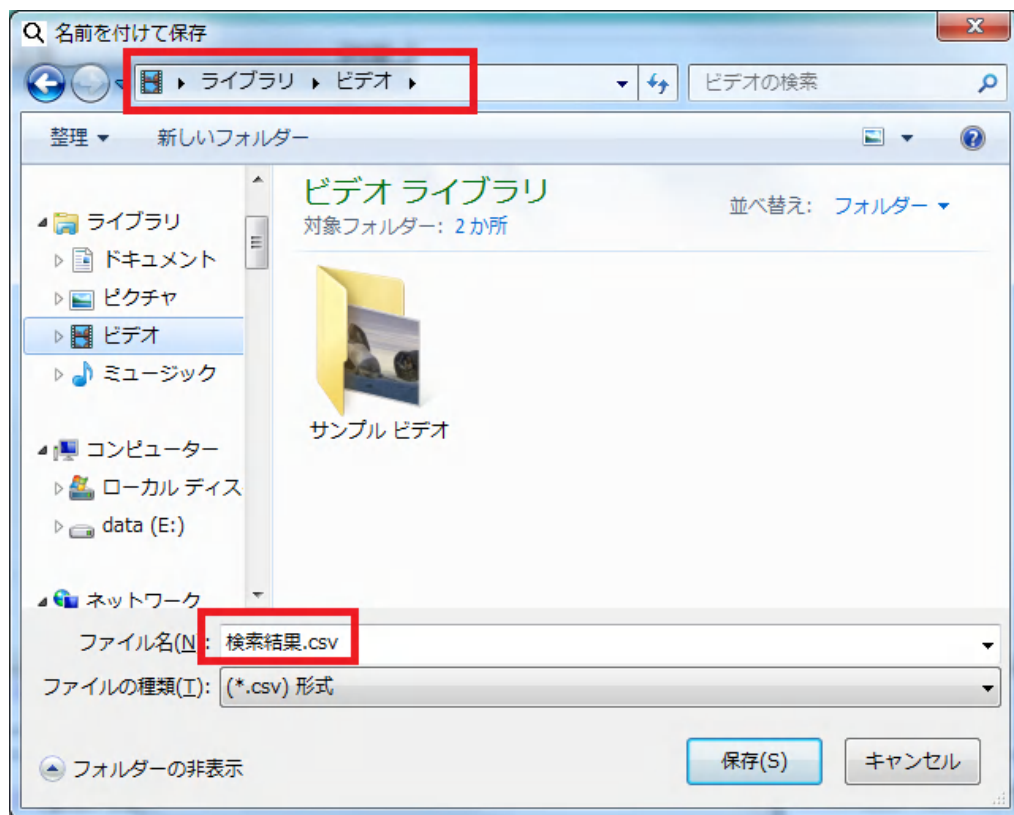 名前を付けて保存
ライブラリ ビデオ
ビデオの検索
整理 新しいフォルダー
ビデオ ライブラリ
対象フォルダー: 2 か所
並べ替え: フォルダー
ライブラリ
ドキュメント
ピクチャ
ビデオ
ミュージック
コンピューター
ローカル ディス
data (E:)
ネットワーク
サンプル ビデオ
ファイル名(N): 検索結果.csv
ファイルの種類(T): (*.csv) 形式
フォルダーの非表示
保存(S) キャンセル